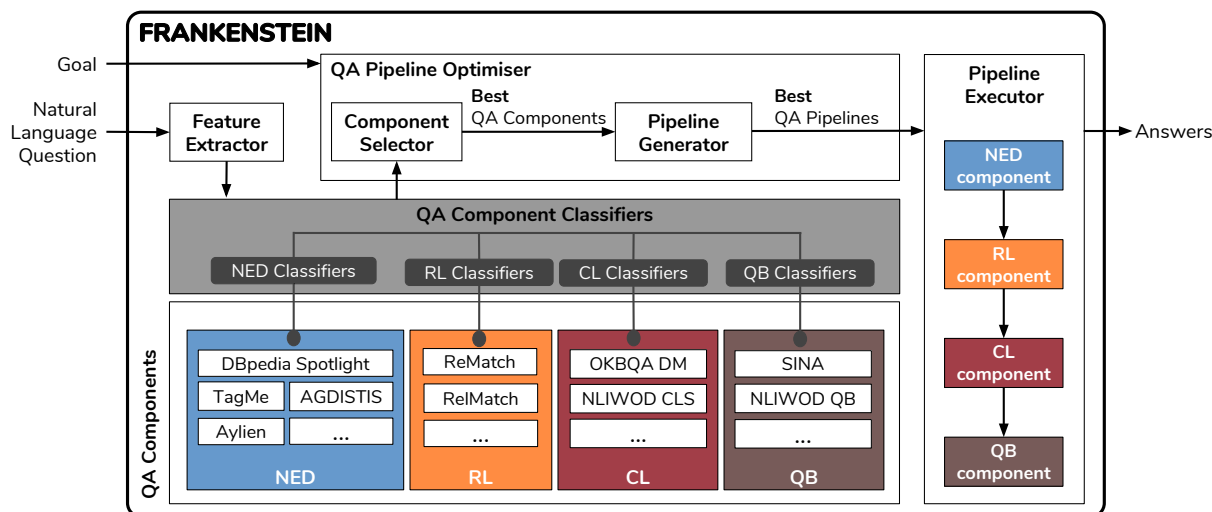 FRANKENSTEIN
Goal
Natural
Language
Question
Feature
Extractor
QA Pipeline Optimiser
Component
Selector
Best
QA Components
Pipeline
Generator
Best
QA Pipelines
Pipeline
Executor
NED
component
RL
component
CL
component
QB
component
Answers
QA Component Classifiers
NED Classifiers
RL Classifiers
CL Classifiers
QB Classifiers
QA Components
DBpedia Spotlight
TagMe
AGDISTIS
Aylien
...
NED
ReMatch
RelMatch
...
RL
OKBQA DM
NLIWOD CLS
...
CL
SINA
NLIWOD QB
...
QB